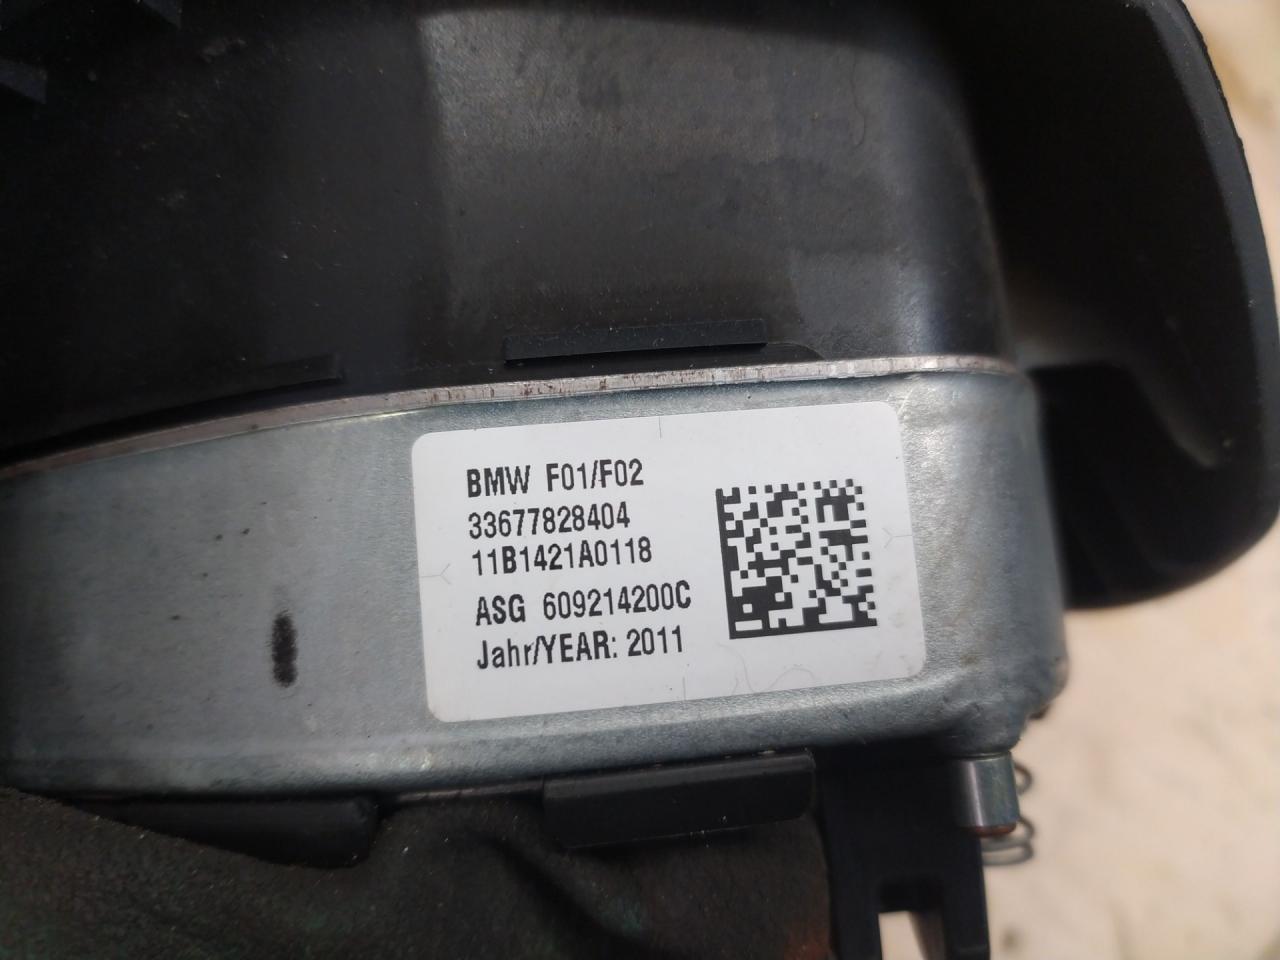 BMW F01/F02
33677828404
11B1421A0118
ASG 609214200C
Jahr/YEAR: 2011